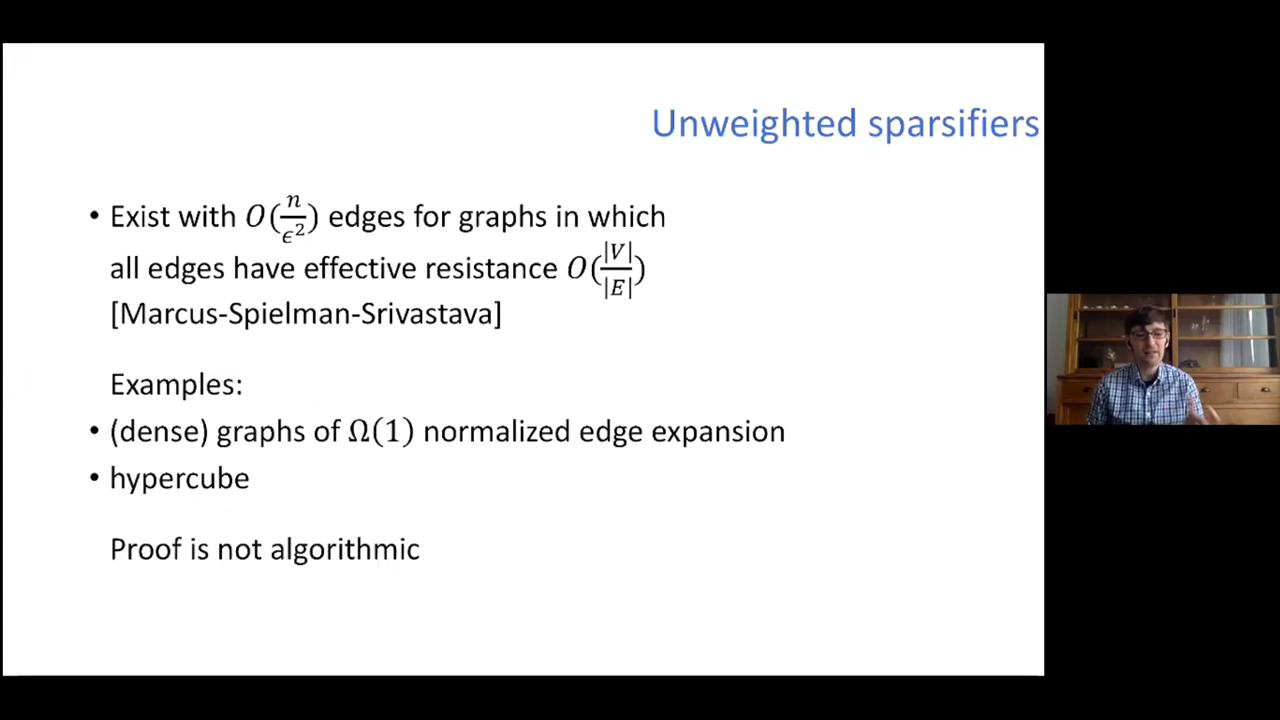 Unweighted sparsifiers
• Exist with O(n/ϵ²) edges for graphs in which
all edges have effective resistance O(|V|/|E|)
[Marcus-Spielman-Srivastava]
Examples:
• (dense) graphs of Ω(1) normalized edge expansion
• hypercube
Proof is not algorithmic